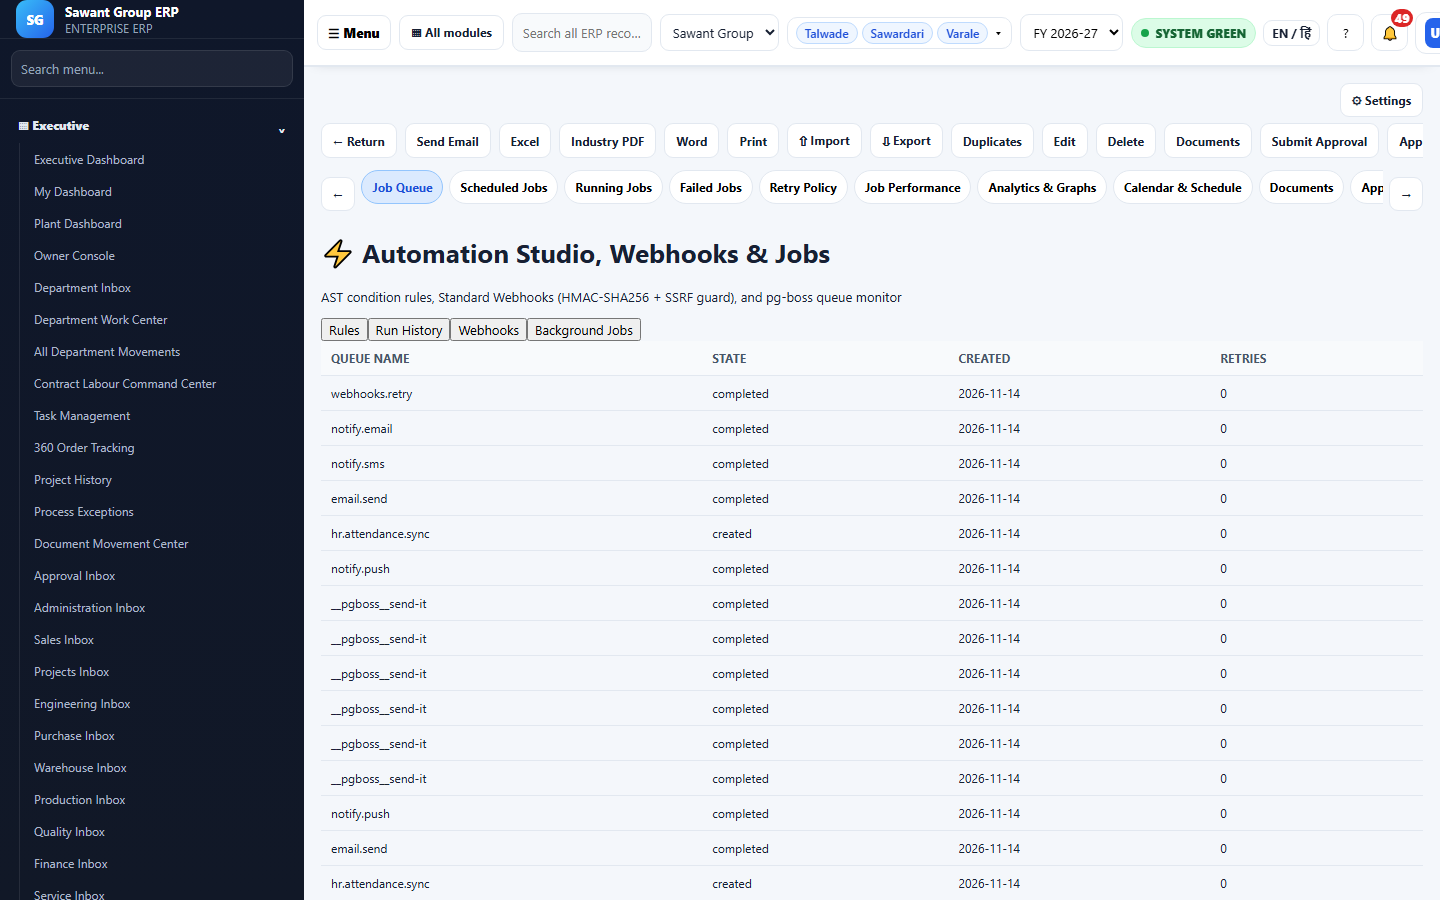 SG
Sawant Group ERP
ENTERPRISE ERP
Search menu...
Executive
Executive Dashboard
My Dashboard
Plant Dashboard
Owner Console
Department Inbox
Department Work Center
All Department Movements
Contract Labour Command Center
Task Management
360 Order Tracking
Project History
Process Exceptions
Document Movement Center
Approval Inbox
Administration Inbox
Sales Inbox
Projects Inbox
Engineering Inbox
Purchase Inbox
Warehouse Inbox
Production Inbox
Quality Inbox
Finance Inbox
Service Inbox
☰ Menu
All modules
Search all ERP reco...
Sawant Group
Talwade Sawardari Varale
FY 2026-27
SYSTEM GREEN
EN / हिं
?
49
U
⚙ Settings
← Return Send Email Excel Industry PDF Word Print ⇧ Import ⇩ Export Duplicates Edit Delete Documents Submit Approval App
← Job Queue Scheduled Jobs Running Jobs Failed Jobs Retry Policy Job Performance Analytics & Graphs Calendar & Schedule Documents App →
⚡ Automation Studio, Webhooks & Jobs
AST condition rules, Standard Webhooks (HMAC-SHA256 + SSRF guard), and pg-boss queue monitor
Rules Run History Webhooks Background Jobs
QUEUE NAME STATE CREATED RETRIES
webhooks.retry completed 2026-11-14 0
notify.email completed 2026-11-14 0
notify.sms completed 2026-11-14 0
email.send completed 2026-11-14 0
hr.attendance.sync created 2026-11-14 0
notify.push completed 2026-11-14 0
__pgboss__send-it completed 2026-11-14 0
__pgboss__send-it completed 2026-11-14 0
__pgboss__send-it completed 2026-11-14 0
__pgboss__send-it completed 2026-11-14 0
__pgboss__send-it completed 2026-11-14 0
__pgboss__send-it completed 2026-11-14 0
notify.push completed 2026-11-14 0
email.send completed 2026-11-14 0
hr.attendance.sync created 2026-11-14 0